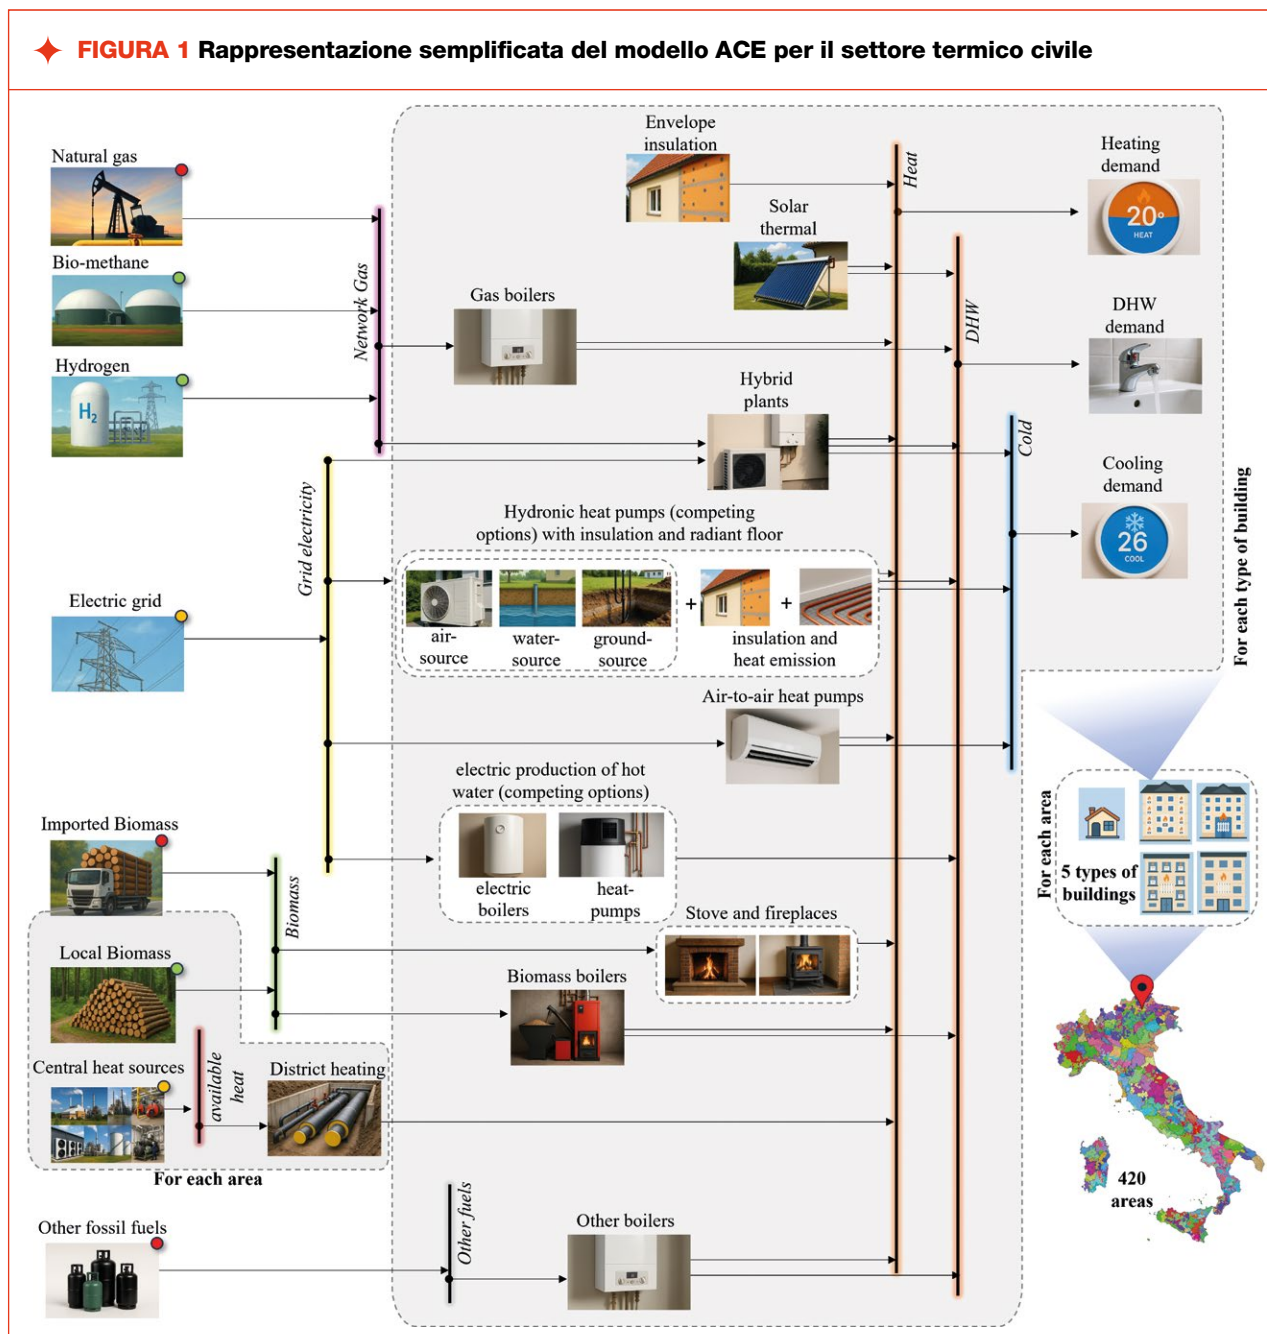 FIGURA 1 Rappresentazione semplificata del modello ACE per il settore termico civile
Natural gas
Bio-methane
Hydrogen
H2
Network Gas
Envelope
insulation
Heat
Heating
demand
20°
HEAT
Solar
thermal
Gas boilers
DHW
DHW
demand
Hybrid
plants
Cold
Cooling
demand
26
COOL
For each type of building
Grid electricity
Electric grid
Hydronic heat pumps (competing
options) with insulation and radiant floor
+
+
air-
source
water-
source
ground-
source
insulation and
heat emission
Air-to-air heat pumps
electric production of hot
water (competing options)
electric
boilers
heat-
pumps
Imported Biomass
Biomass
Local Biomass
Stove and fireplaces
Biomass boilers
Central heat sources
available
heat
District heating
For each area
Other fossil fuels
Other fuels
Other boilers
For each area
5 types of
buildings
420
areas